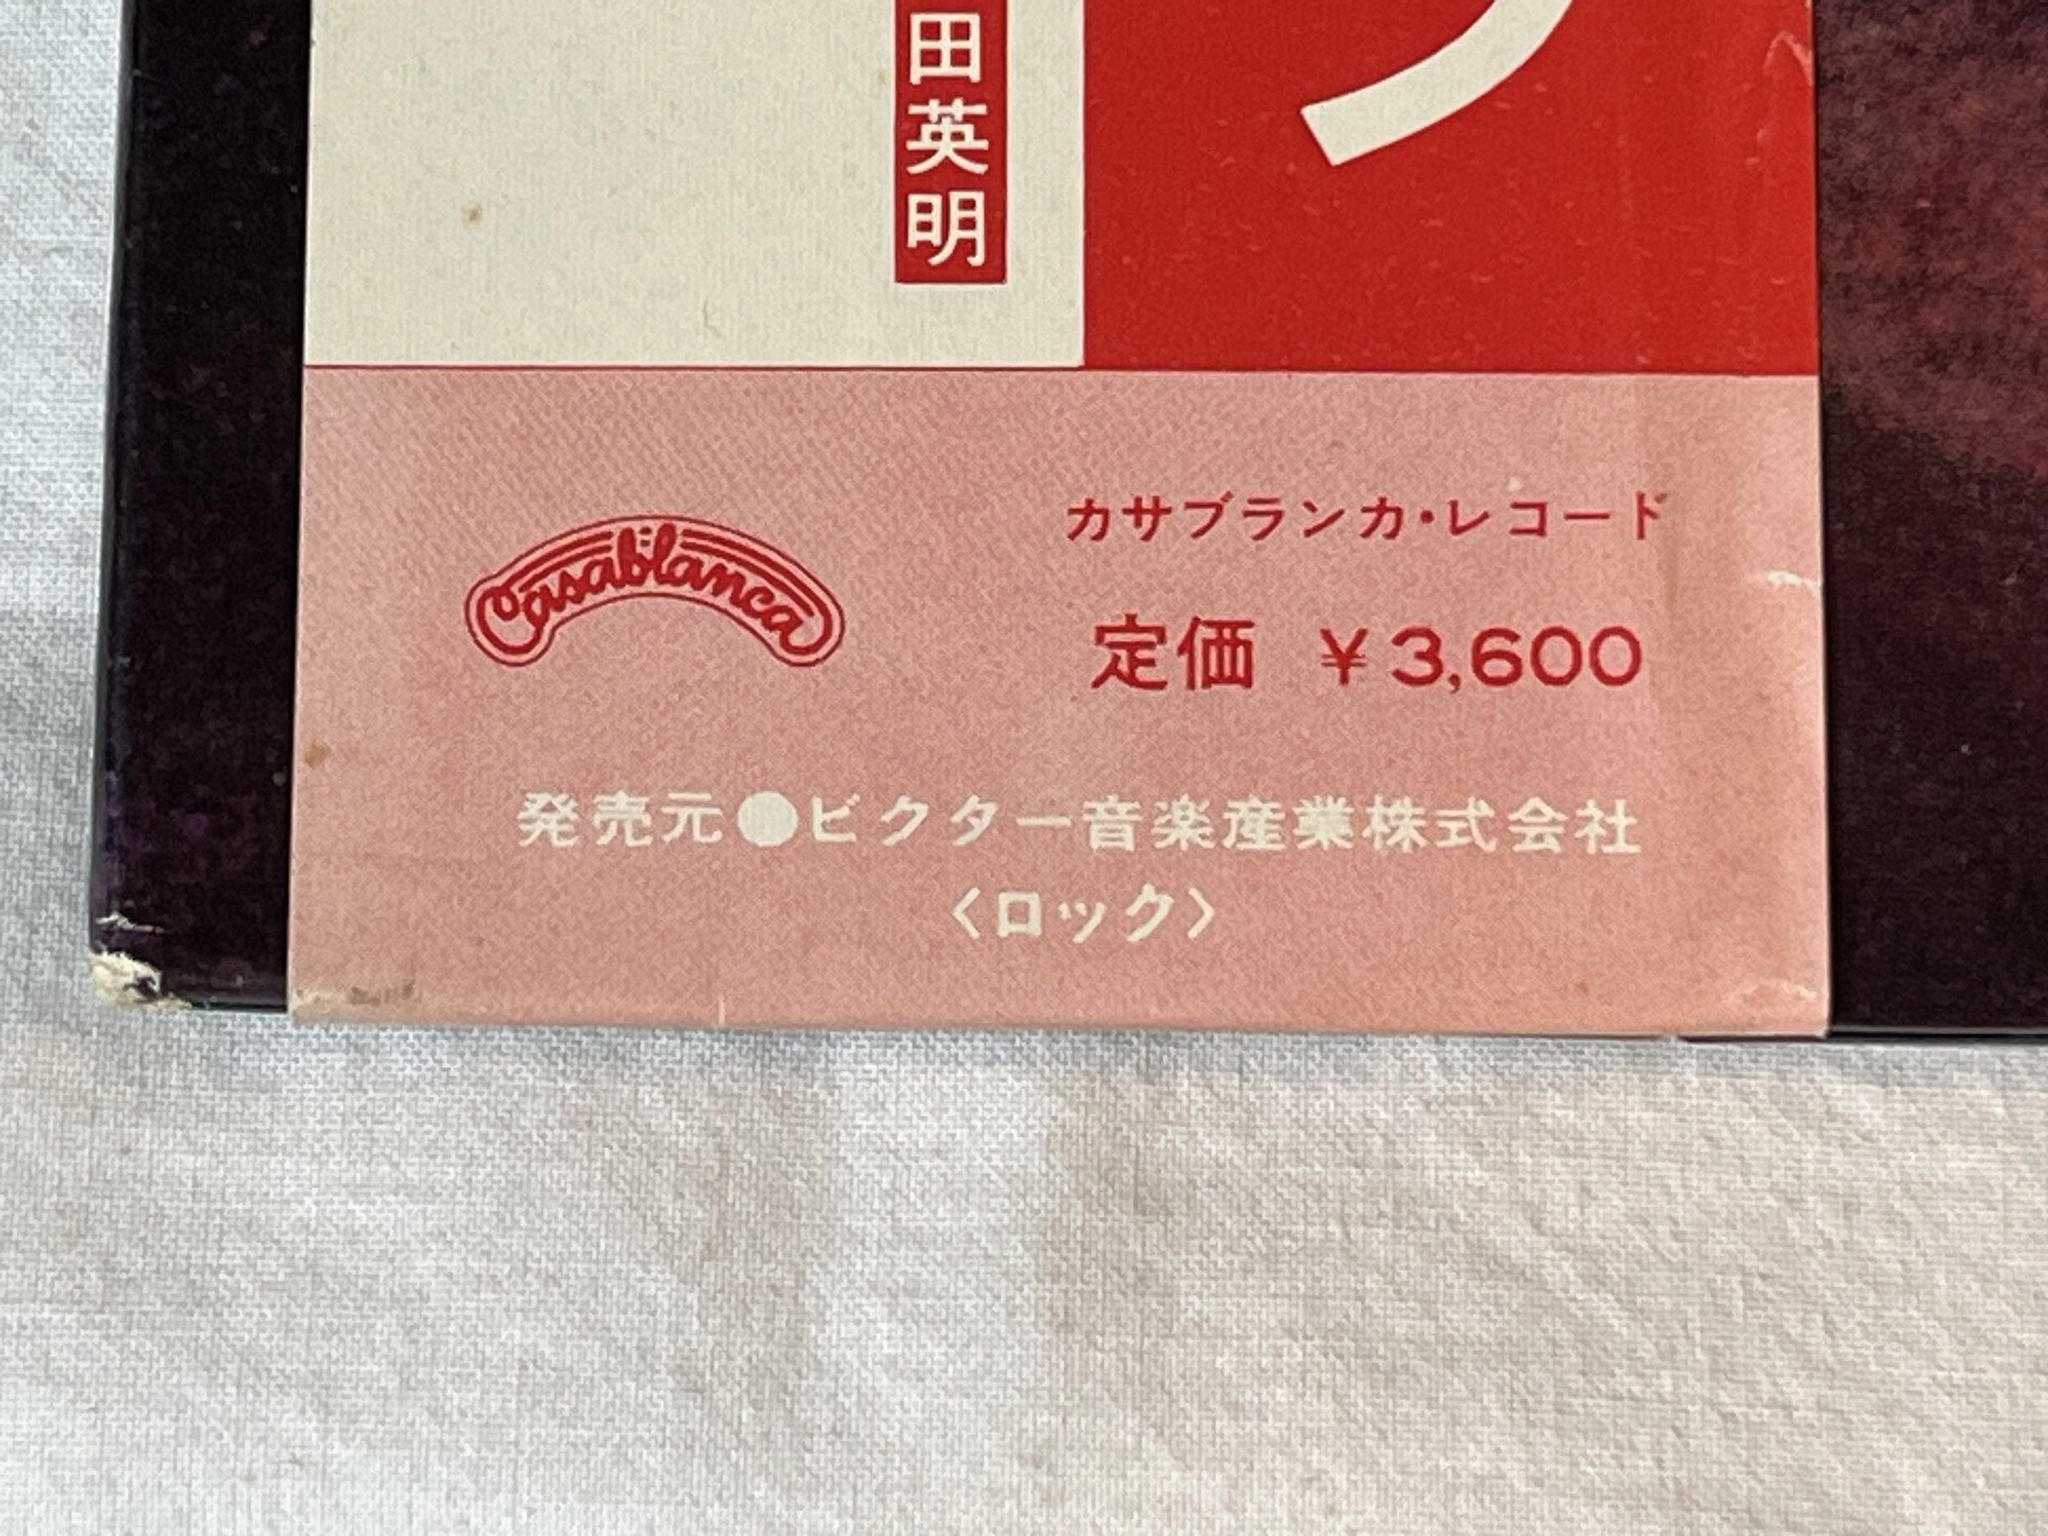 田英明
Casablanca
カサブランカ・レコード
定価 ¥3,600
発売元●ビクター音楽産業株式会社
〈ロック〉